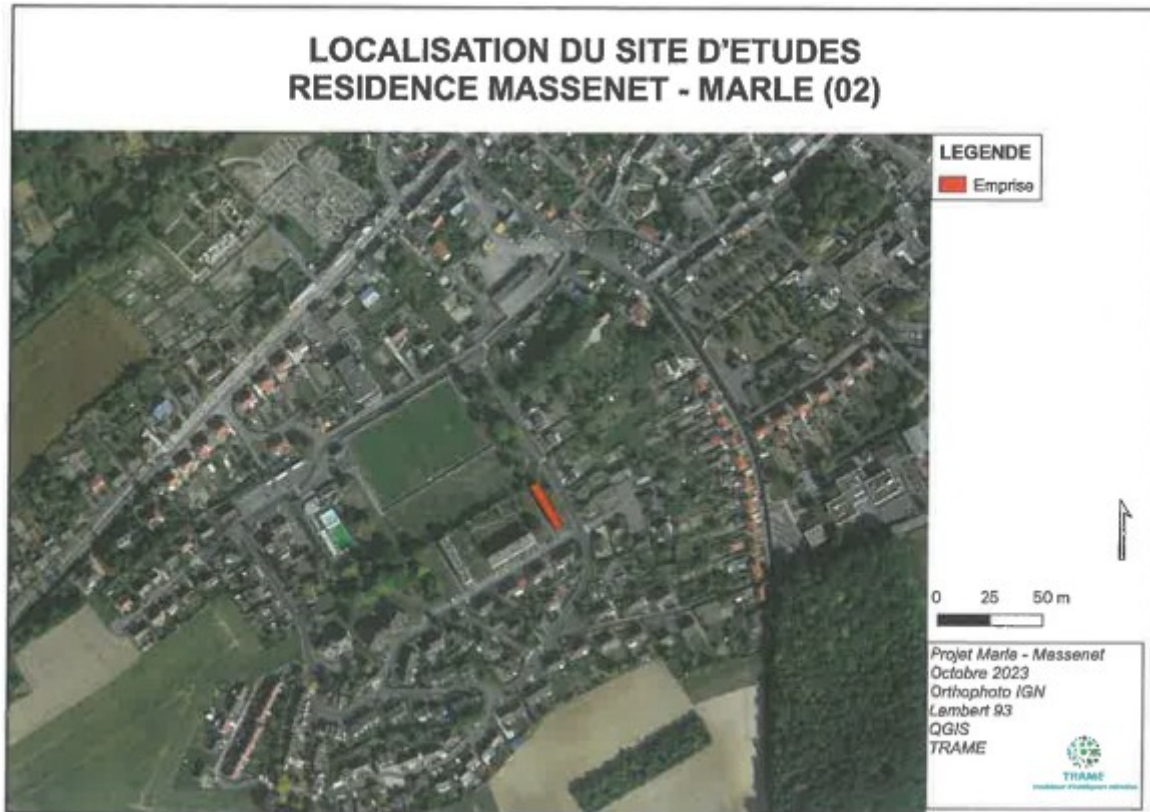 LOCALISATION DU SITE D'ETUDES
RESIDENCE MASSENET - MARLE (02)
LEGENDE
Emprise
0 25 50 m
Projet Marle - Massenet
Octobre 2023
Orthophoto IGN
Lambert 93
QGIS
TRAME
TRAME